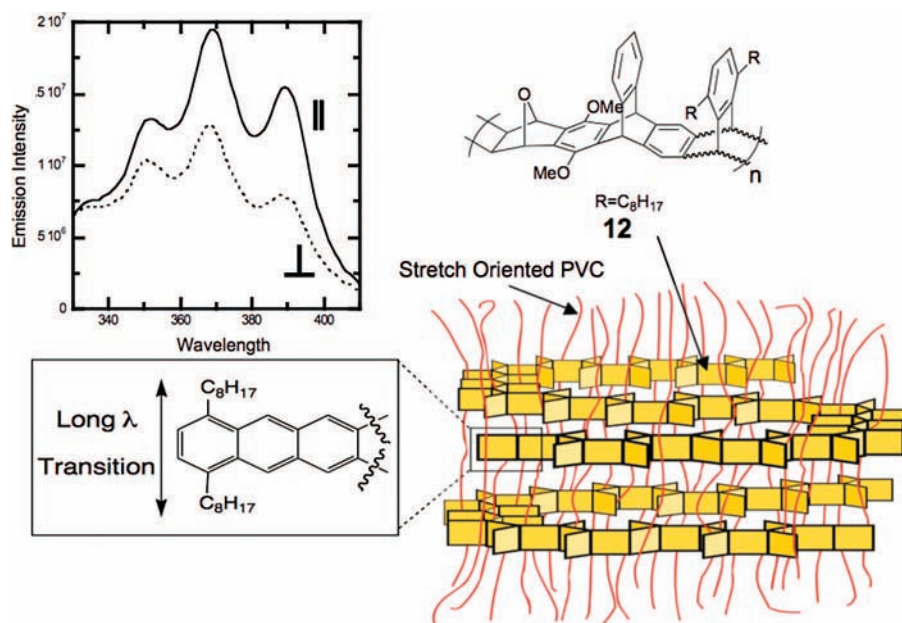 2 10⁷
.5 10⁷
1 10⁷
5 10⁶
0
Emission Intensity
||
⊥
340
360
380
400
Wavelength
O
OMe
MeO
R
R
n
R=C₈H₁₇
12
Stretch Oriented PVC
Long λ
Transition
C₈H₁₇
C₈H₁₇